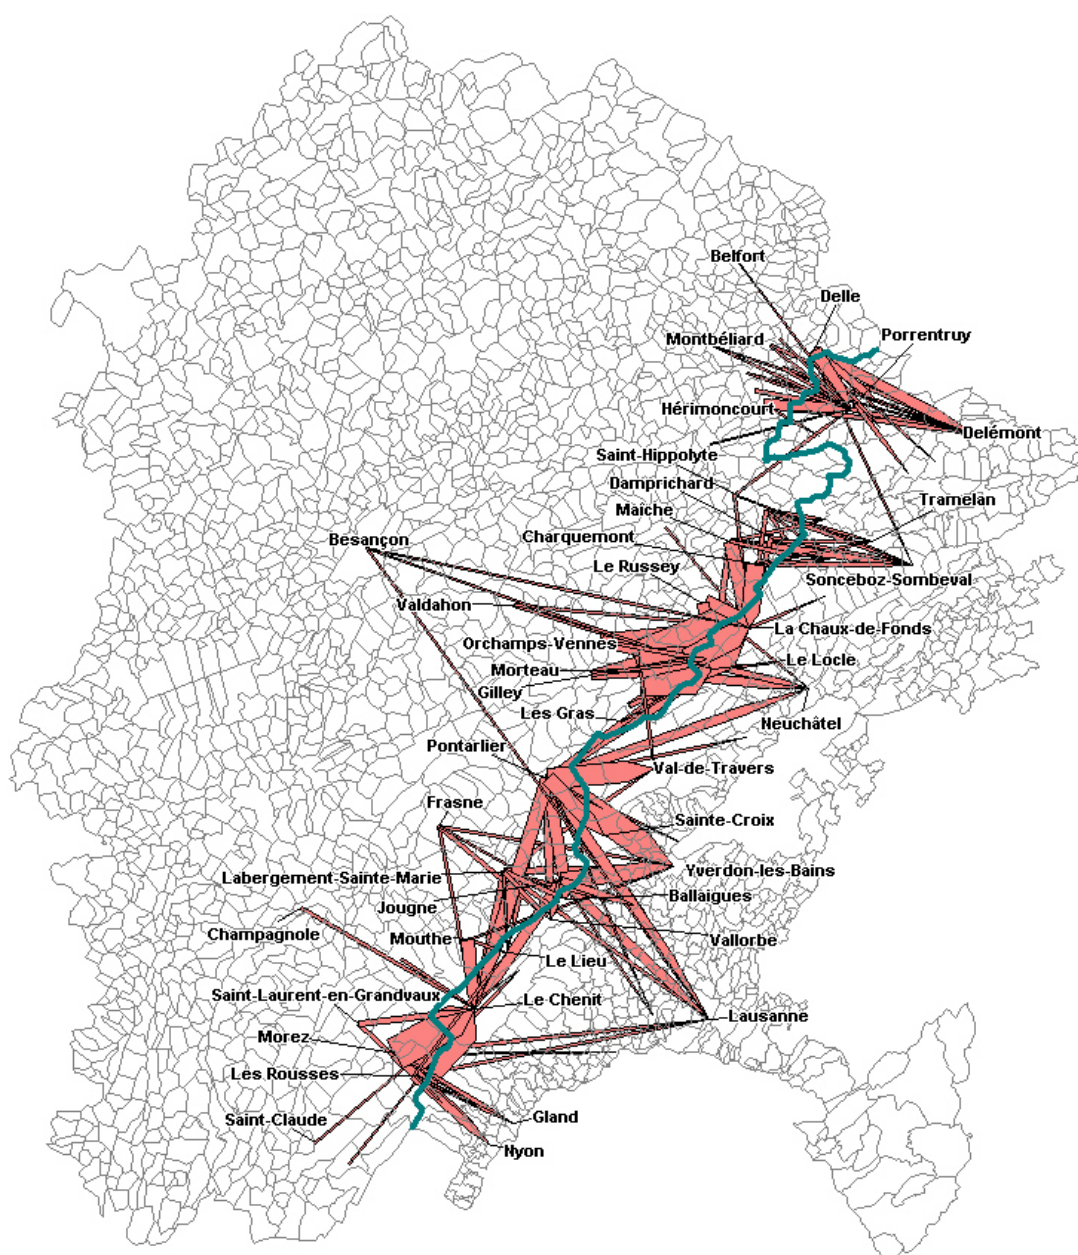 Belfort
Delle
Porrentruy
Montbéliard
Hérimoncourt
Delémont
Saint-Hippolyte
Damprichard
Tramelan
Maîche
Charquemont
Besançon
Le Russey
Sonceboz-Sombeval
Valdahon
La Chaux-de-Fonds
Orchamps-Vennes
Le Locle
Morteau
Gilley
Les Gras
Neuchâtel
Pontarlier
Val-de-Travers
Frasne
Sainte-Croix
Yverdon-les-Bains
Labergement-Sainte-Marie
Ballaigues
Jougne
Champagnole
Mouthe
Vallorbe
Le Lieu
Saint-Laurent-en-Grandvaux
Le Chenit
Lausanne
Morez
Les Rousses
Saint-Claude
Gland
Nyon